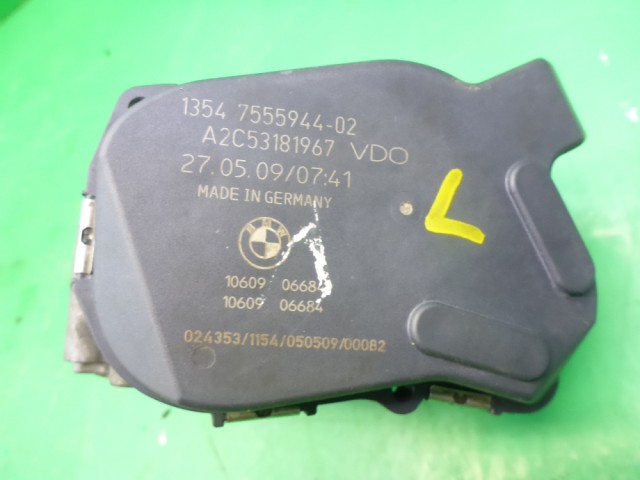 1354 7555944-02
A2C53181967 VDO
27.05.09/07:41
MADE IN GERMANY
BMW
10609 06684
10609 06684
024353/1154/050509/00082
L